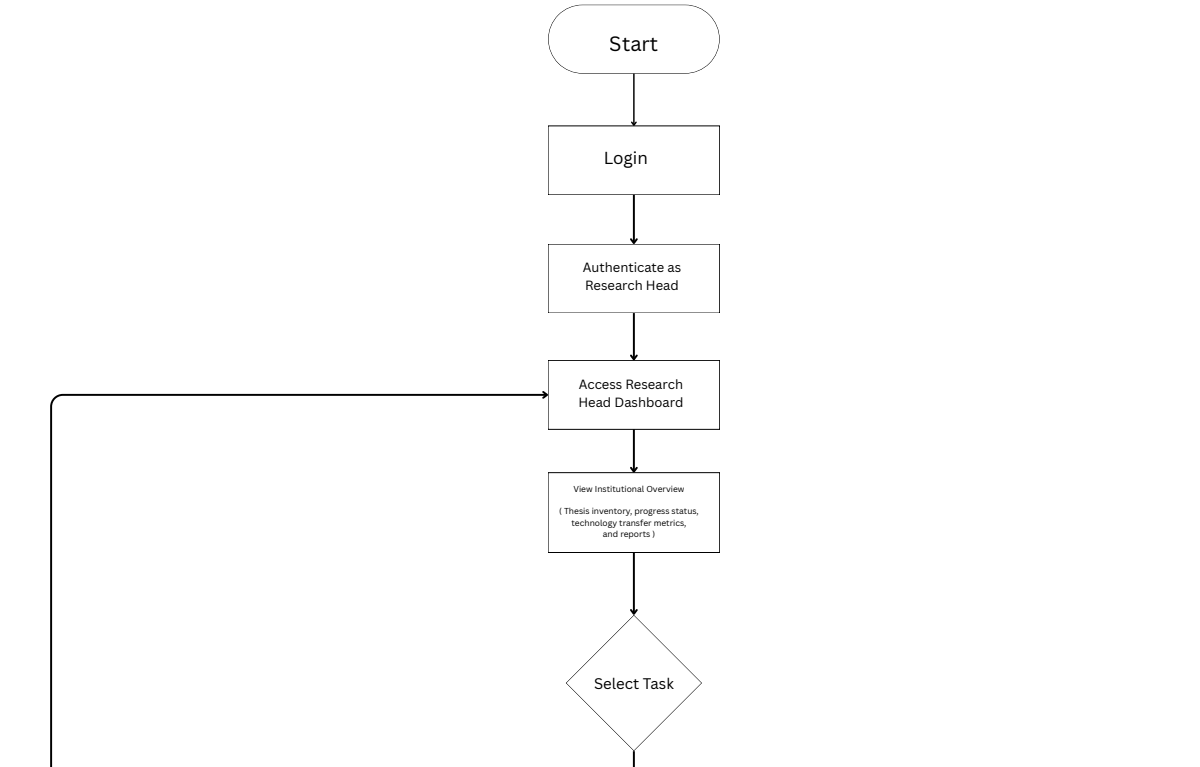 Start
Login
Authenticate as
Research Head
Access Research
Head Dashboard
View Institutional Overview
( Thesis inventory, progress status,
technology transfer metrics,
and reports )
Select Task